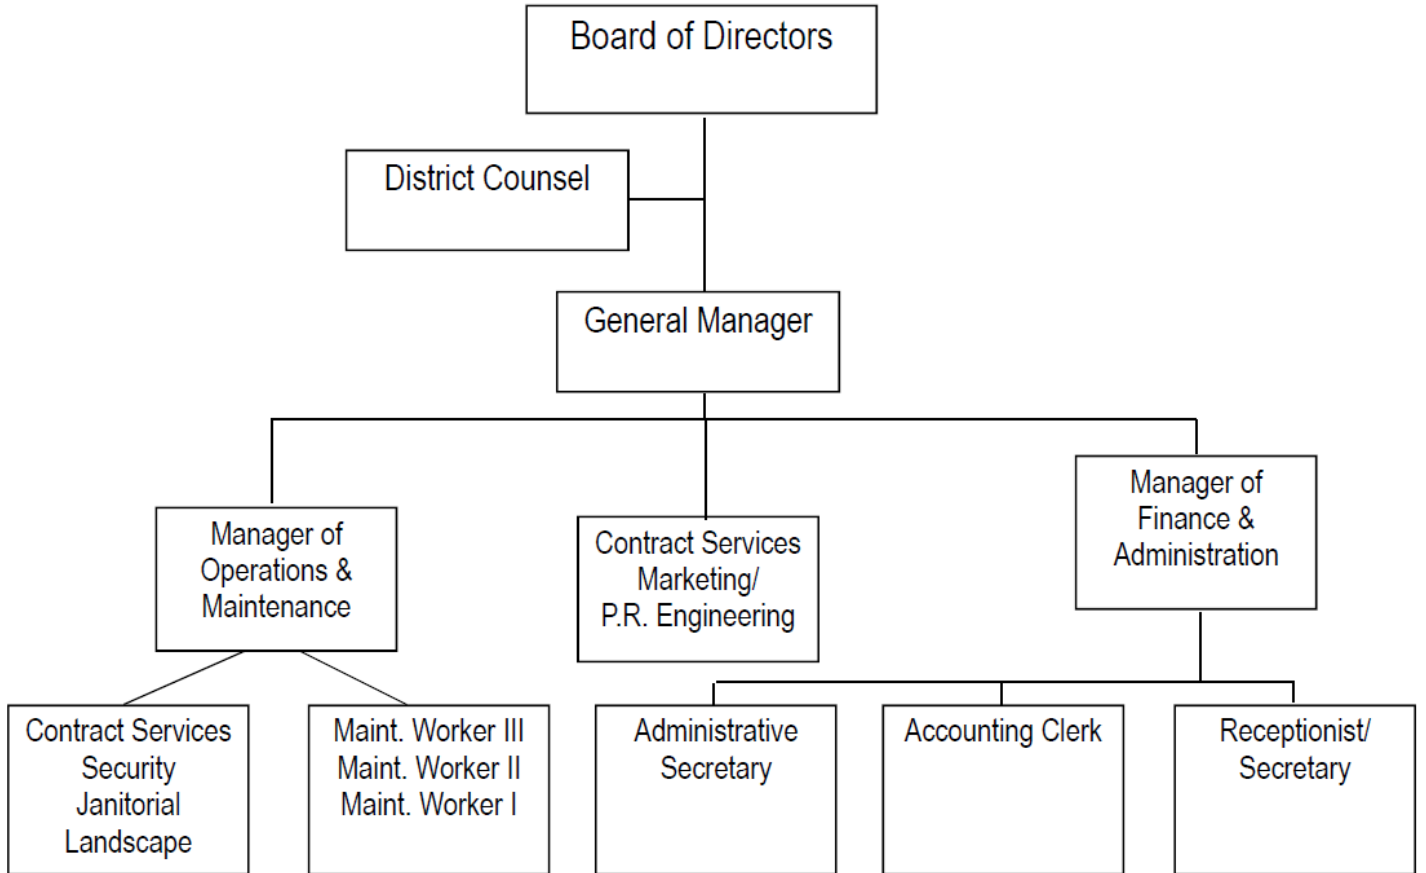 Board of Directors
District Counsel
General Manager
Manager of
Operations &
Maintenance
Contract Services
Marketing/
P.R. Engineering
Manager of
Finance &
Administration
Contract Services
Security
Janitorial
Landscape
Maint. Worker III
Maint. Worker II
Maint. Worker I
Administrative
Secretary
Accounting Clerk
Receptionist/
Secretary